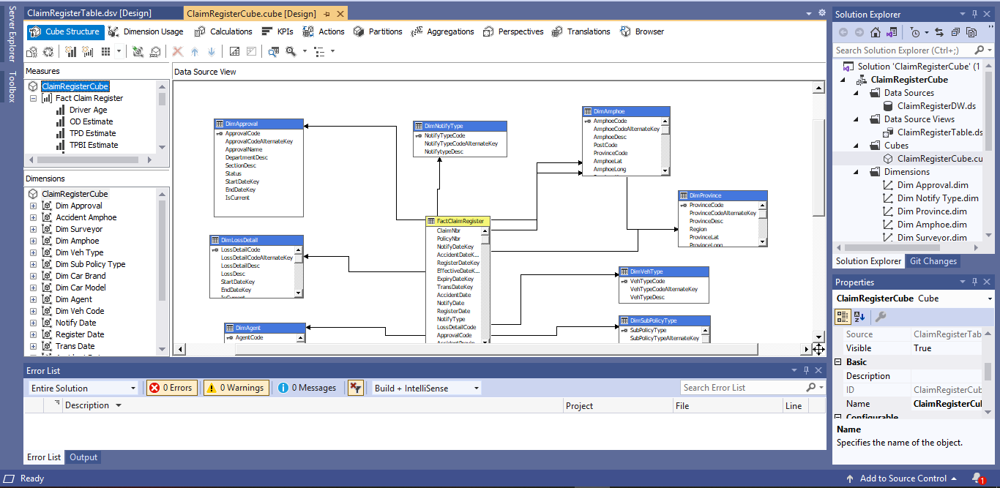 ClaimRegisterTable.dsv [Design]
ClaimRegisterCube.cube [Design]
Server Explorer
Toolbox
Cube Structure
Dimension Usage
Calculations
KPIs
Actions
Partitions
Aggregations
Perspectives
Translations
Browser
Measures
ClaimRegisterCube
Fact Claim Register
Driver Age
OD Estimate
TPD Estimate
TPBI Estimate
Dimensions
ClaimRegisterCube
Dim Approval
Accident Amphoe
Dim Surveyor
Dim Amphoe
Dim Veh Type
Dim Sub Policy Type
Dim Car Brand
Dim Car Model
Dim Agent
Dim Veh Code
Notify Date
Register Date
Trans Date
Data Source View
DimApproval
ApprovalCode
ApprovalCodeAlternateKey
ApprovalName
DepartmentDesc
SectionDesc
Status
StartDateKey
EndDateKey
IsCurrent
DimNotifyType
NotifyTypeCode
NotifyTypeCodeAlternateKey
NotifytypeDesc
DimAmphoe
AmphoeCode
AmphoeCodeAlternateKey
AmphoeDesc
PostCode
ProvinceCode
AmphoeLat
AmphoeLong
DimProvince
ProvinceCode
ProvinceCodeAlternateKey
ProvinceDesc
Region
ProvinceLat
ProvinceLong
FactClaimRegister
ClaimNbr
PolicyNbr
NotifyDateKey
AccidentDateK...
RegisterDateKey
EffectiveDateK...
ExpiryDateKey
TransDateKey
AccidentDate
NotifyDate
RegisterDate
NotifyType
LossDetailCode
ApprovalCode
DimLossDetail
LossDetailCode
LossDetailCodeAlternateKey
LossDetailDesc
LossDesc
StartDateKey
EndDateKey
IsCurrent
DimAgent
AgentCode
DimVehType
VehTypeCode
VehTypeCodeAlternateKey
VehTypeDesc
DimSubPolicyType
SubPolicyType
SubPolicyTypeAlternateKey
Error List
Entire Solution
0 Errors
0 Warnings
0 Messages
Build + IntelliSense
Search Error List
Description
Project
File
Line
Error List
Output
Solution Explorer
Search Solution Explorer (Ctrl+;)
Solution 'ClaimRegisterCube' (1
ClaimRegisterCube
Data Sources
ClaimRegisterDW.ds
Data Source Views
ClaimRegisterTable.ds
Cubes
ClaimRegisterCube.cu
Dimensions
Dim Approval.dim
Dim Notify Type.dim
Dim Province.dim
Dim Amphoe.dim
Dim Surveyor.dim
Solution Explorer
Git Changes
Properties
ClaimRegisterCube Cube
Source ClaimRegisterTab
Visible True
Basic
Description
ID ClaimRegisterCu
Name ClaimRegisterCu
Configurable
Name
Specifies the name of the object.
Ready
Add to Source Control
1